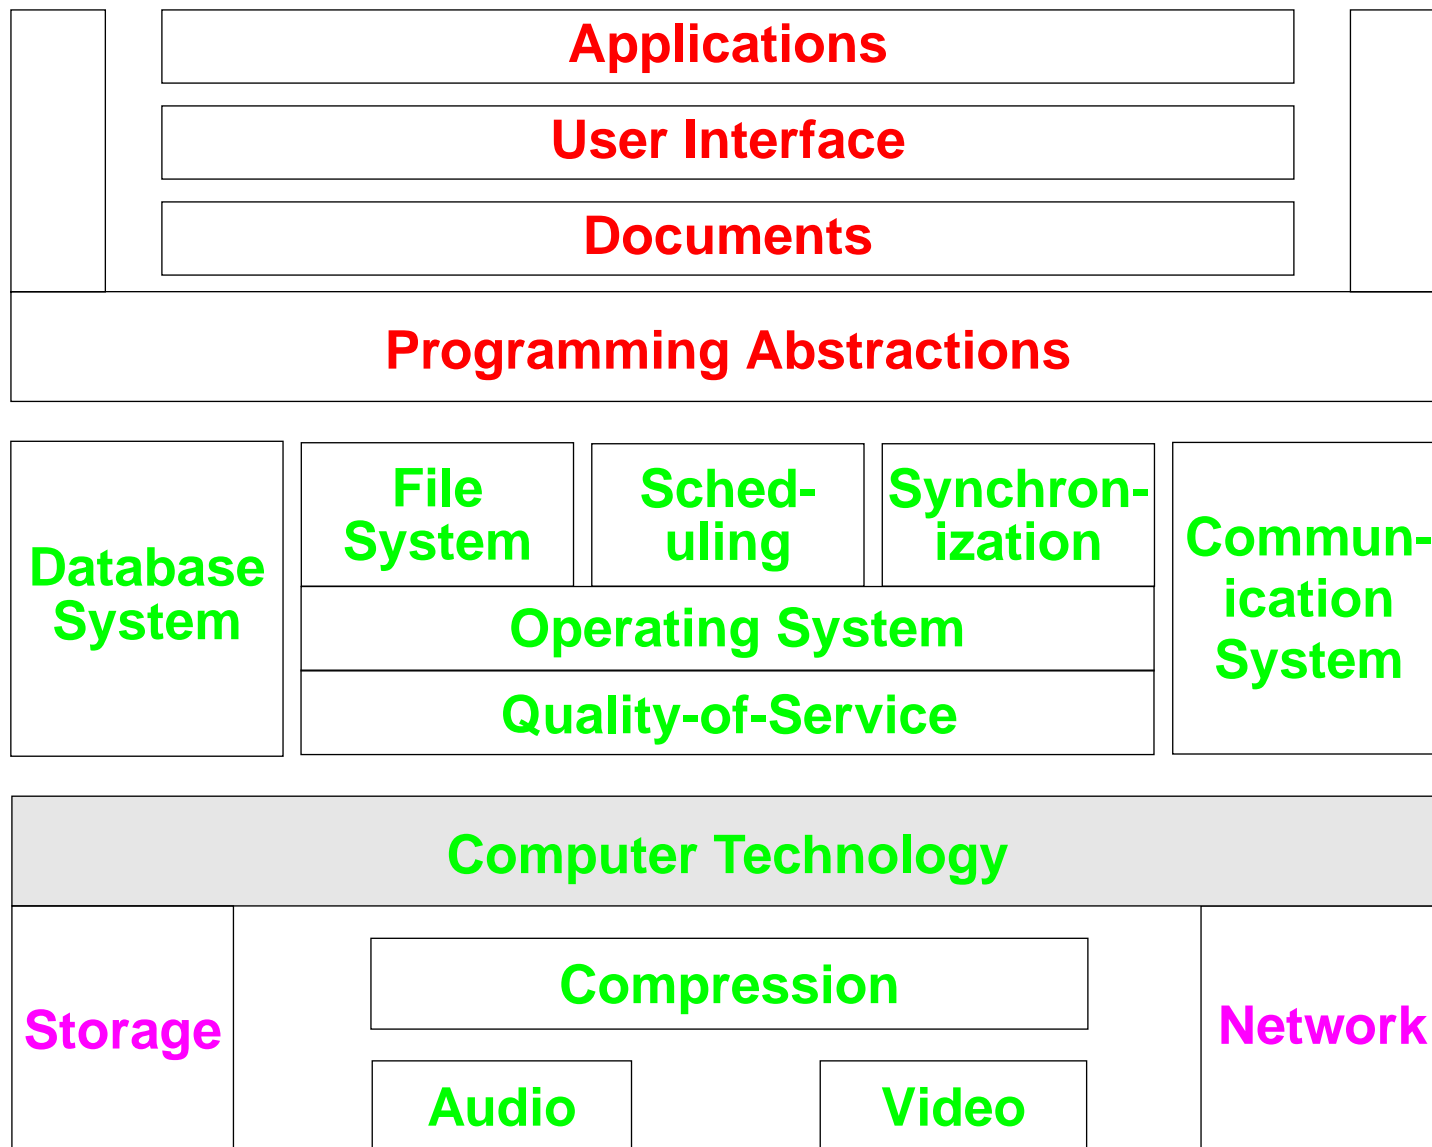 Applications
User Interface
Documents
Programming Abstractions
Database
System
File
System
Sched-
uling
Synchron-
ization
Operating System
Quality-of-Service
Commun-
ication
System
Computer Technology
Storage
Compression
Audio
Video
Network